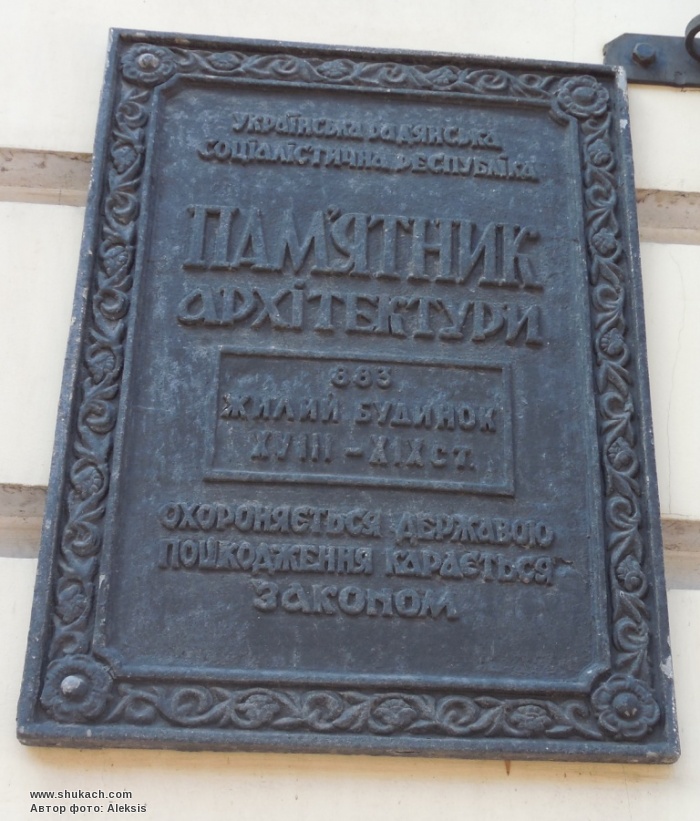 УКРАЇНСЬКА РАДЯНСЬКА
СОЦІАЛІСТИЧНА РЕСПУБЛІКА
ПАМ'ЯТНИК
АРХІТЕКТУРИ
883
ЖИЛИЙ БУДИНОК
XVIII – XIX СТ.
ОХОРОНЯЄТЬСЯ ДЕРЖАВОЮ
ПОШКОДЖЕННЯ КАРАЄТЬСЯ
ЗАКОНОМ
www.shukach.com
Автор фото: Aleksis